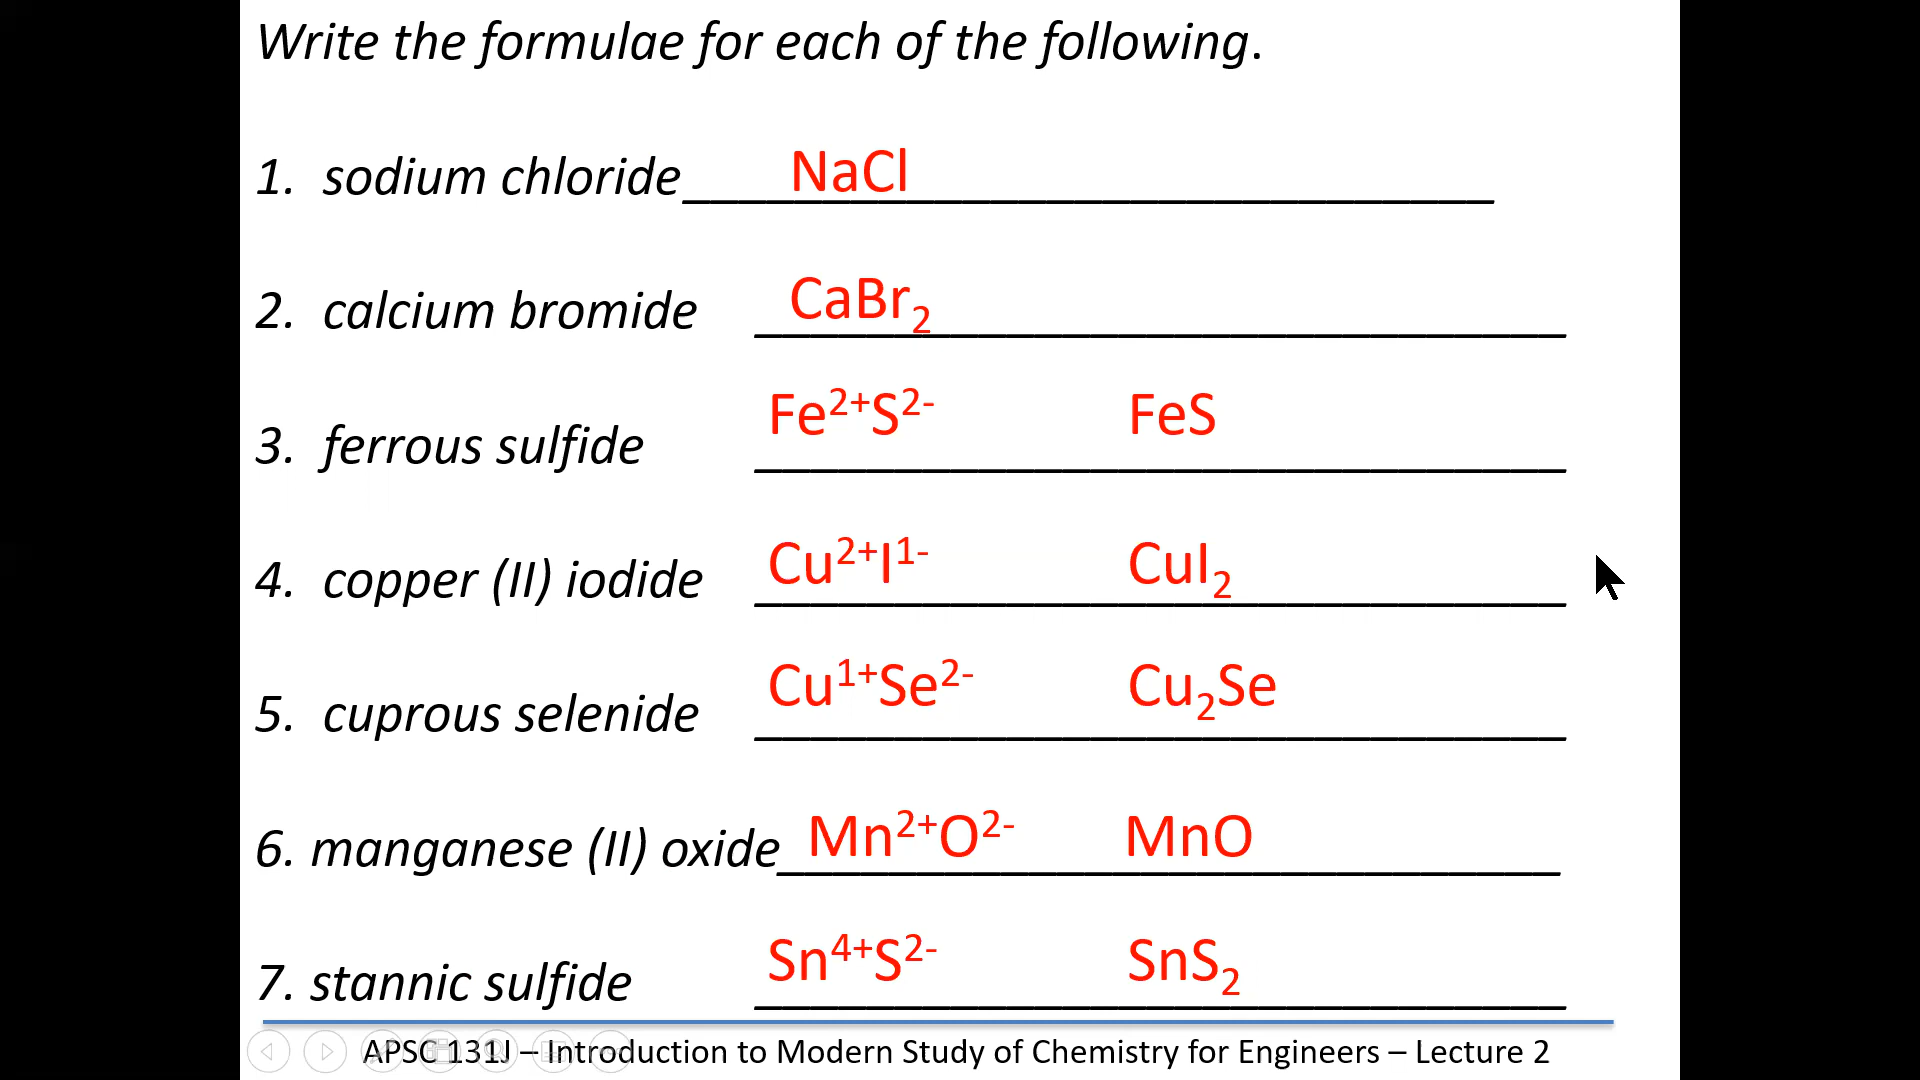 Write the formulae for each of the following.
1. sodium chloride NaCl
2. calcium bromide CaBr₂
3. ferrous sulfide Fe²⁺S²⁻ FeS
4. copper (II) iodide Cu²⁺I¹⁻ CuI₂
5. cuprous selenide Cu¹⁺Se²⁻ Cu₂Se
6. manganese (II) oxide Mn²⁺O²⁻ MnO
7. stannic sulfide Sn⁴⁺S²⁻ SnS₂
APSC 131J – Introduction to Modern Study of Chemistry for Engineers – Lecture 2